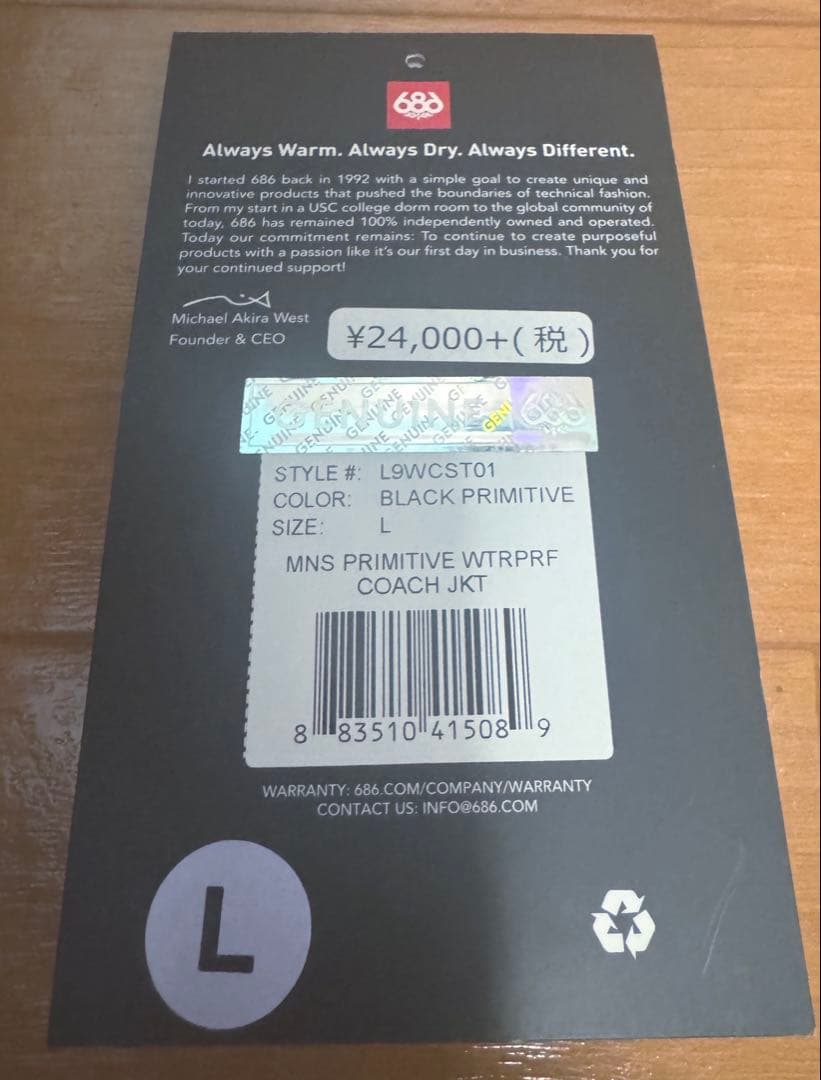 686
Always Warm. Always Dry. Always Different.
I started 686 back in 1992 with a simple goal to create unique and
innovative products that pushed the boundaries of technical fashion.
From my start in a USC college dorm room to the global community of
today, 686 has remained 100% independently owned and operated.
Today our commitment remains: To continue to create purposeful
products with a passion like it's our first day in business. Thank you for
your continued support!
Michael Akira West
Founder & CEO
¥24,000+(税)
GENUINE 686
STYLE #: L9WCST01
COLOR: BLACK PRIMITIVE
SIZE: L
MNS PRIMITIVE WTRPRF
COACH JKT
8 83510 41508 9
WARRANTY: 686.COM/COMPANY/WARRANTY
CONTACT US: INFO@686.COM
L